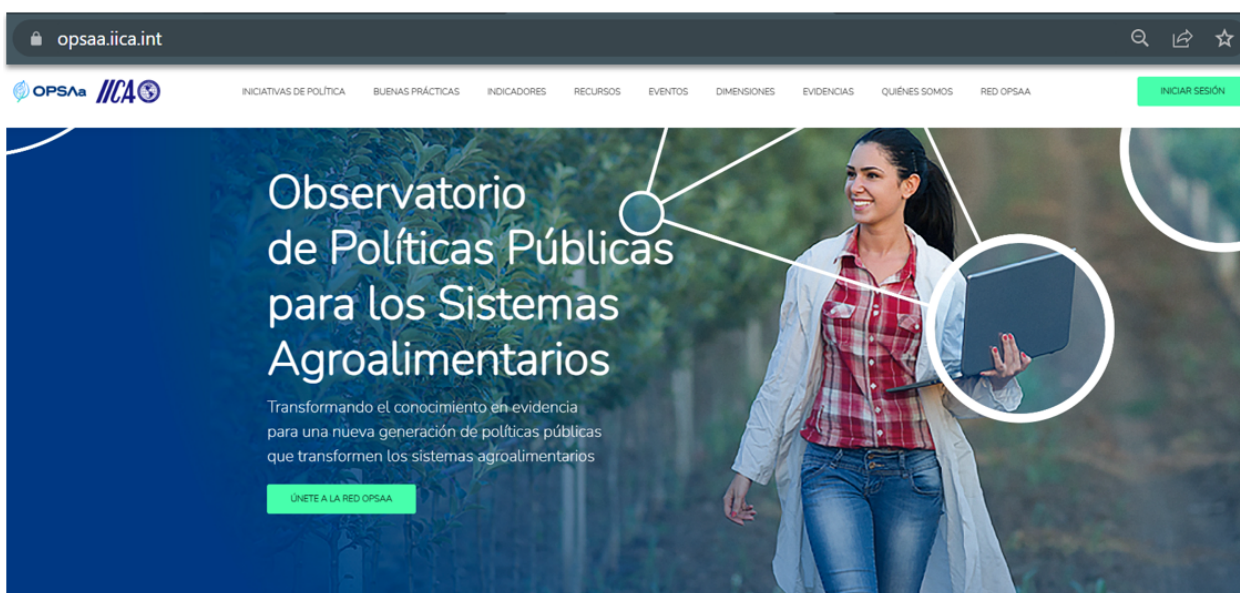 opsaa.iica.int
OPSAa IICA
INICIATIVAS DE POLÍTICA BUENAS PRÁCTICAS INDICADORES RECURSOS EVENTOS DIMENSIONES EVIDENCIAS QUIÉNES SOMOS RED OPSAA
INICIAR SESIÓN
Observatorio
de Políticas Públicas
para los Sistemas
Agroalimentarios
Transformando el conocimiento en evidencia
para una nueva generación de políticas públicas
que transformen los sistemas agroalimentarios
ÚNETE A LA RED OPSAA